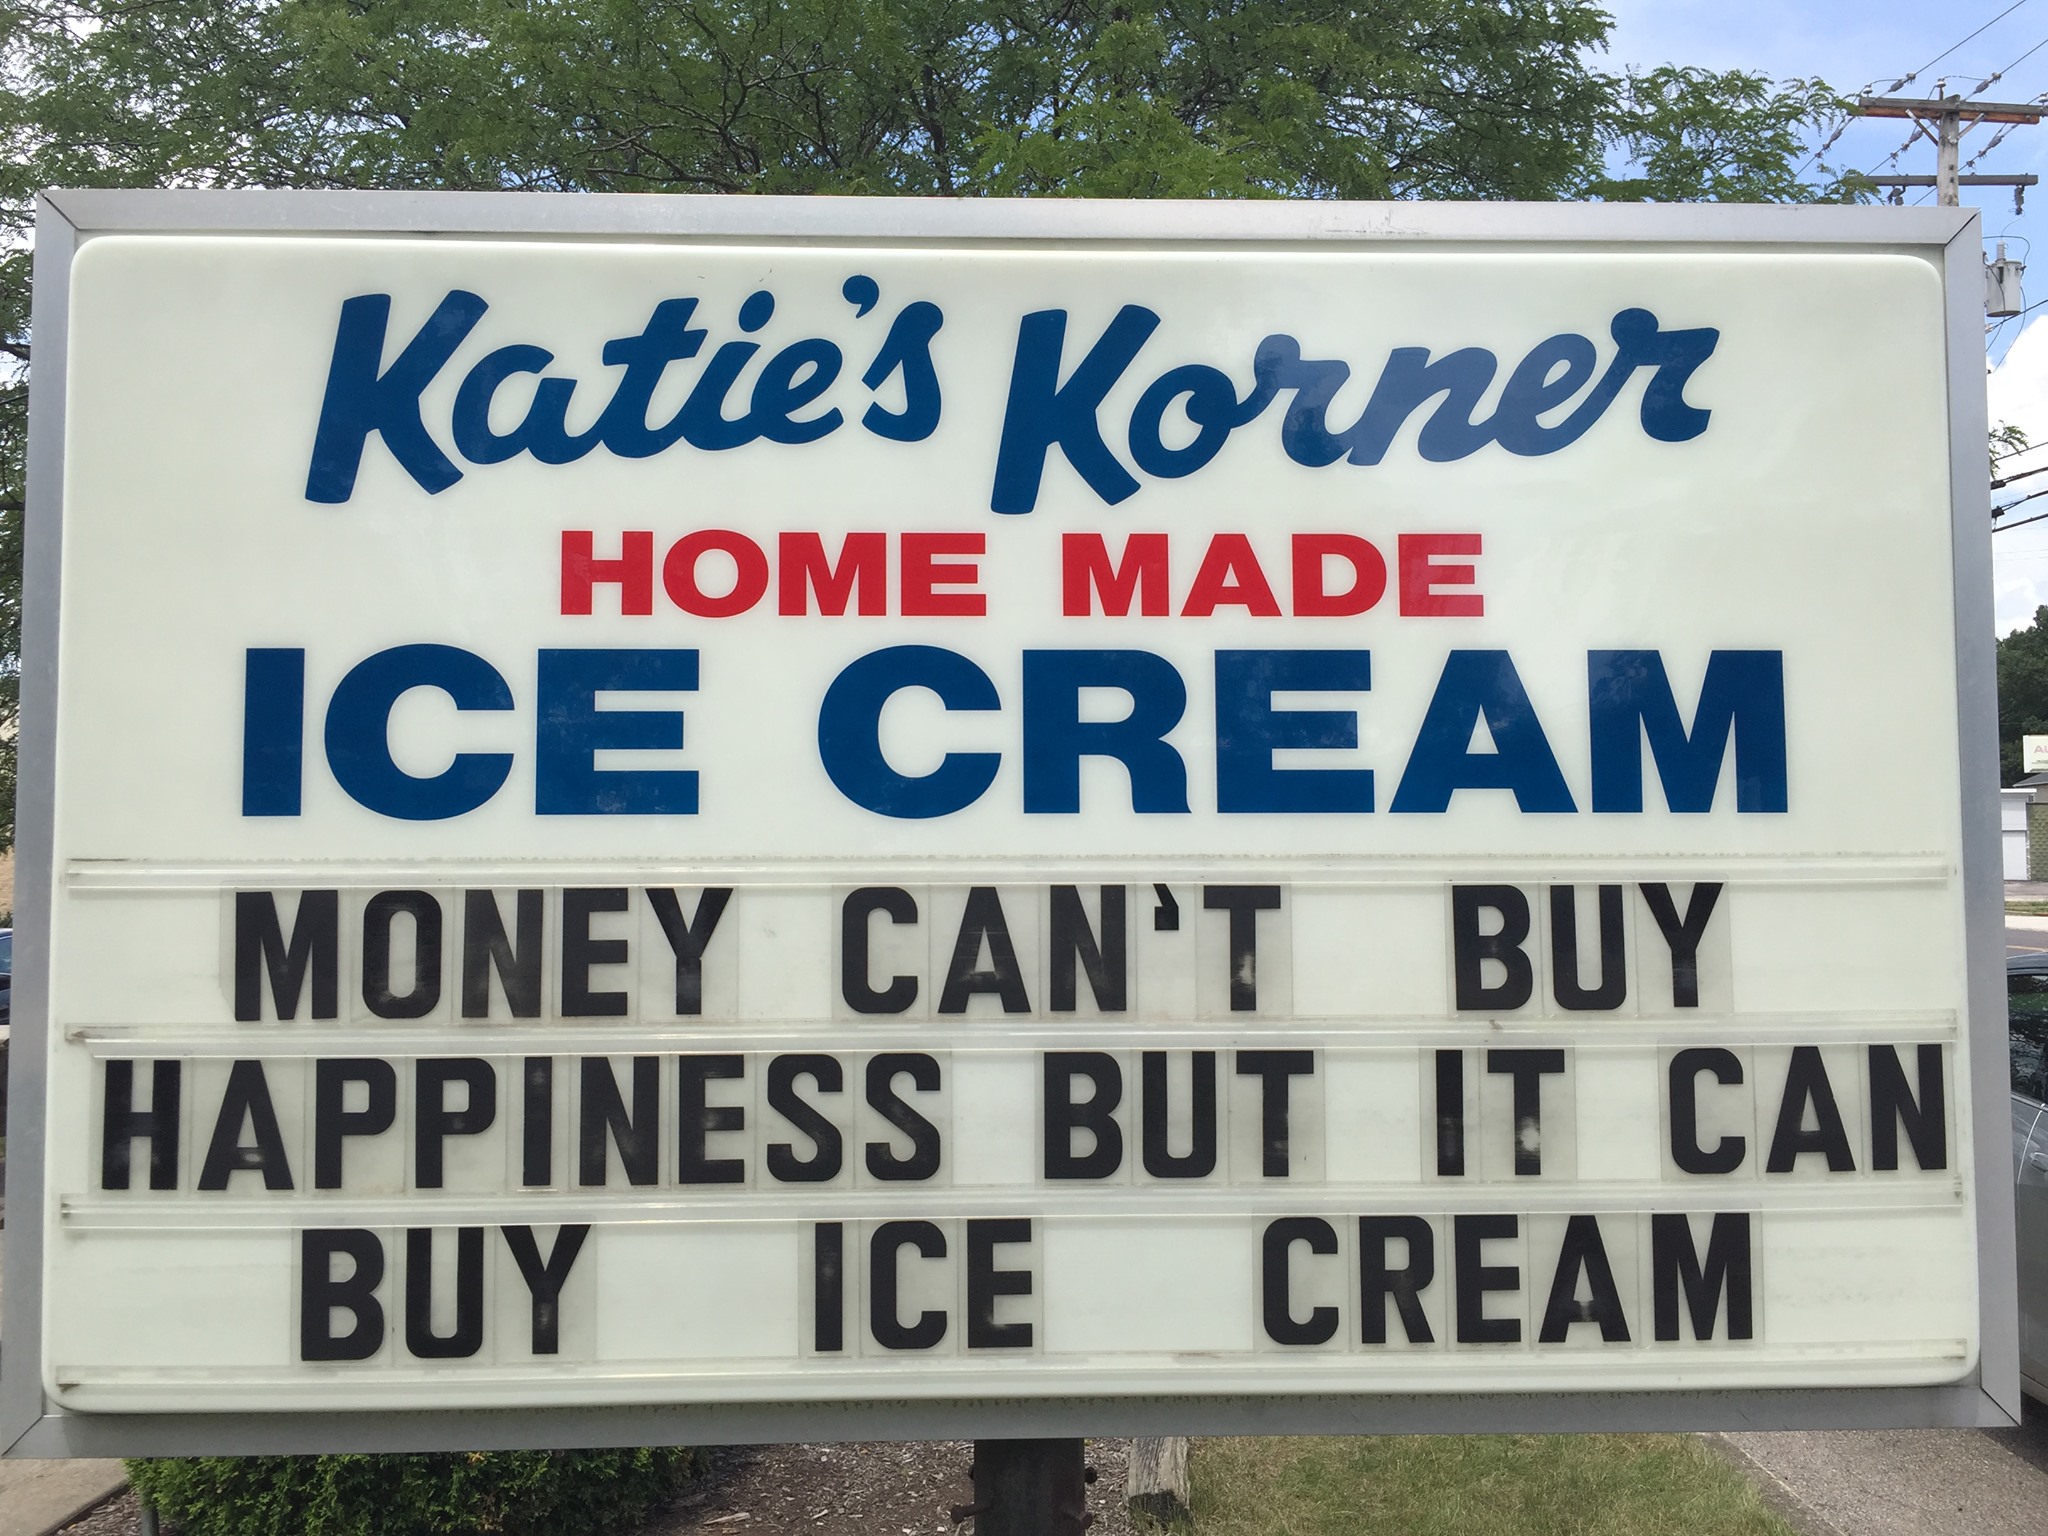 Katie's Korner
HOME MADE
ICE CREAM
MONEY CAN'T BUY
HAPPINESS BUT IT CAN
BUY ICE CREAM